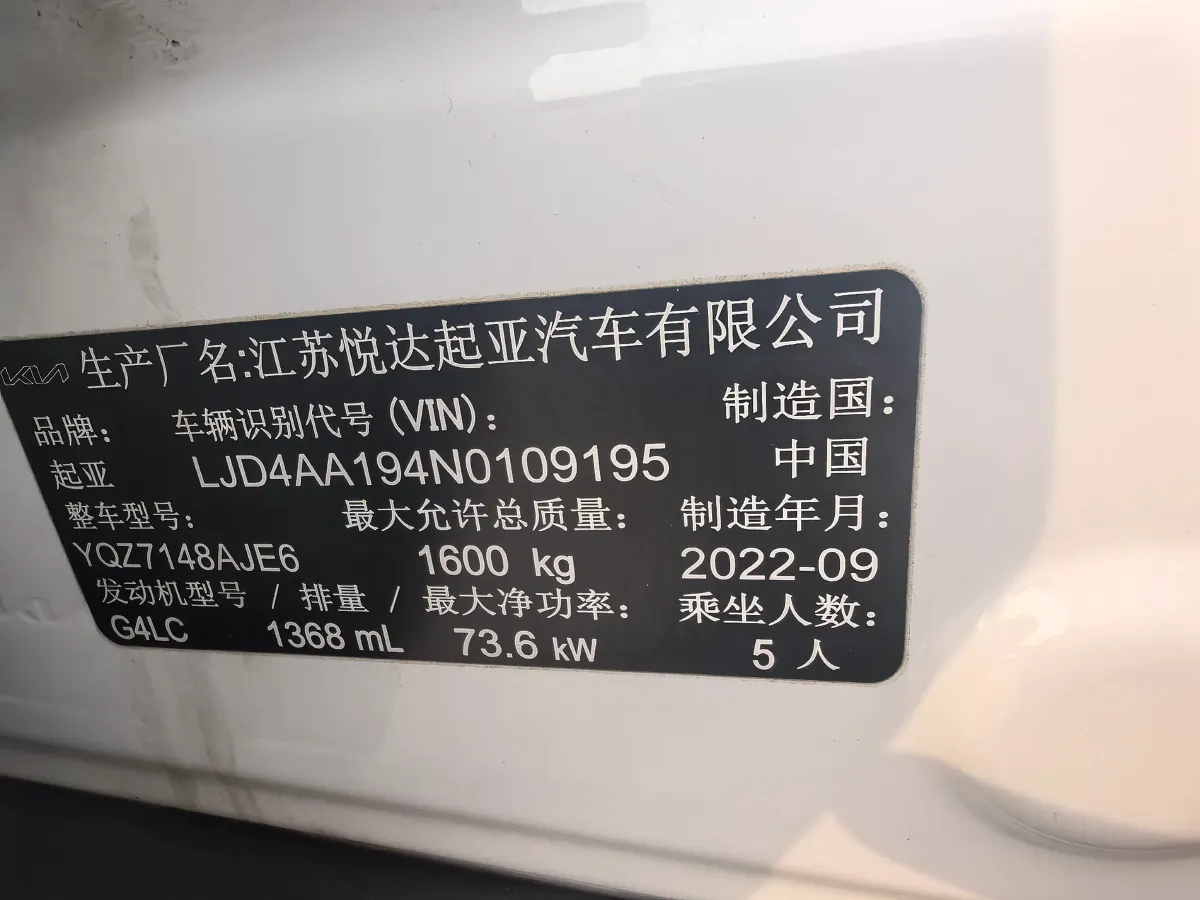 KIA 生产厂名:江苏悦达起亚汽车有限公司
品牌: 车辆识别代号(VIN): 制造国:
起亚 LJD4AA194N0109195 中国
整车型号: 最大允许总质量: 制造年月:
YQZ7148AJE6 1600 kg 2022-09
发动机型号 / 排量 / 最大净功率: 乘坐人数:
G4LC 1368 mL 73.6 kW 5 人